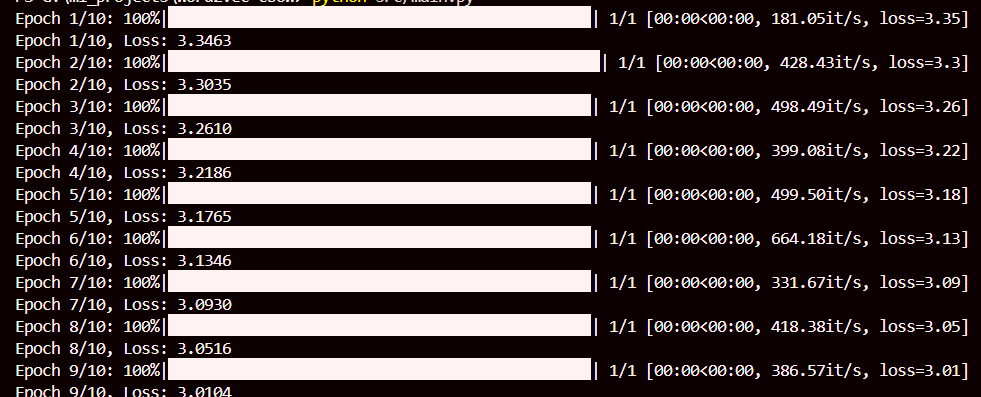 PS d:\ml_projects\word2vec-cbow> python src/main.py
Epoch 1/10: 100%|██████████| 1/1 [00:00<00:00, 181.05it/s, loss=3.35]
Epoch 1/10, Loss: 3.3463
Epoch 2/10: 100%|██████████| 1/1 [00:00<00:00, 428.43it/s, loss=3.3]
Epoch 2/10, Loss: 3.3035
Epoch 3/10: 100%|██████████| 1/1 [00:00<00:00, 498.49it/s, loss=3.26]
Epoch 3/10, Loss: 3.2610
Epoch 4/10: 100%|██████████| 1/1 [00:00<00:00, 399.08it/s, loss=3.22]
Epoch 4/10, Loss: 3.2186
Epoch 5/10: 100%|██████████| 1/1 [00:00<00:00, 499.50it/s, loss=3.18]
Epoch 5/10, Loss: 3.1765
Epoch 6/10: 100%|██████████| 1/1 [00:00<00:00, 664.18it/s, loss=3.13]
Epoch 6/10, Loss: 3.1346
Epoch 7/10: 100%|██████████| 1/1 [00:00<00:00, 331.67it/s, loss=3.09]
Epoch 7/10, Loss: 3.0930
Epoch 8/10: 100%|██████████| 1/1 [00:00<00:00, 418.38it/s, loss=3.05]
Epoch 8/10, Loss: 3.0516
Epoch 9/10: 100%|██████████| 1/1 [00:00<00:00, 386.57it/s, loss=3.01]
Epoch 9/10, Loss: 3.0104